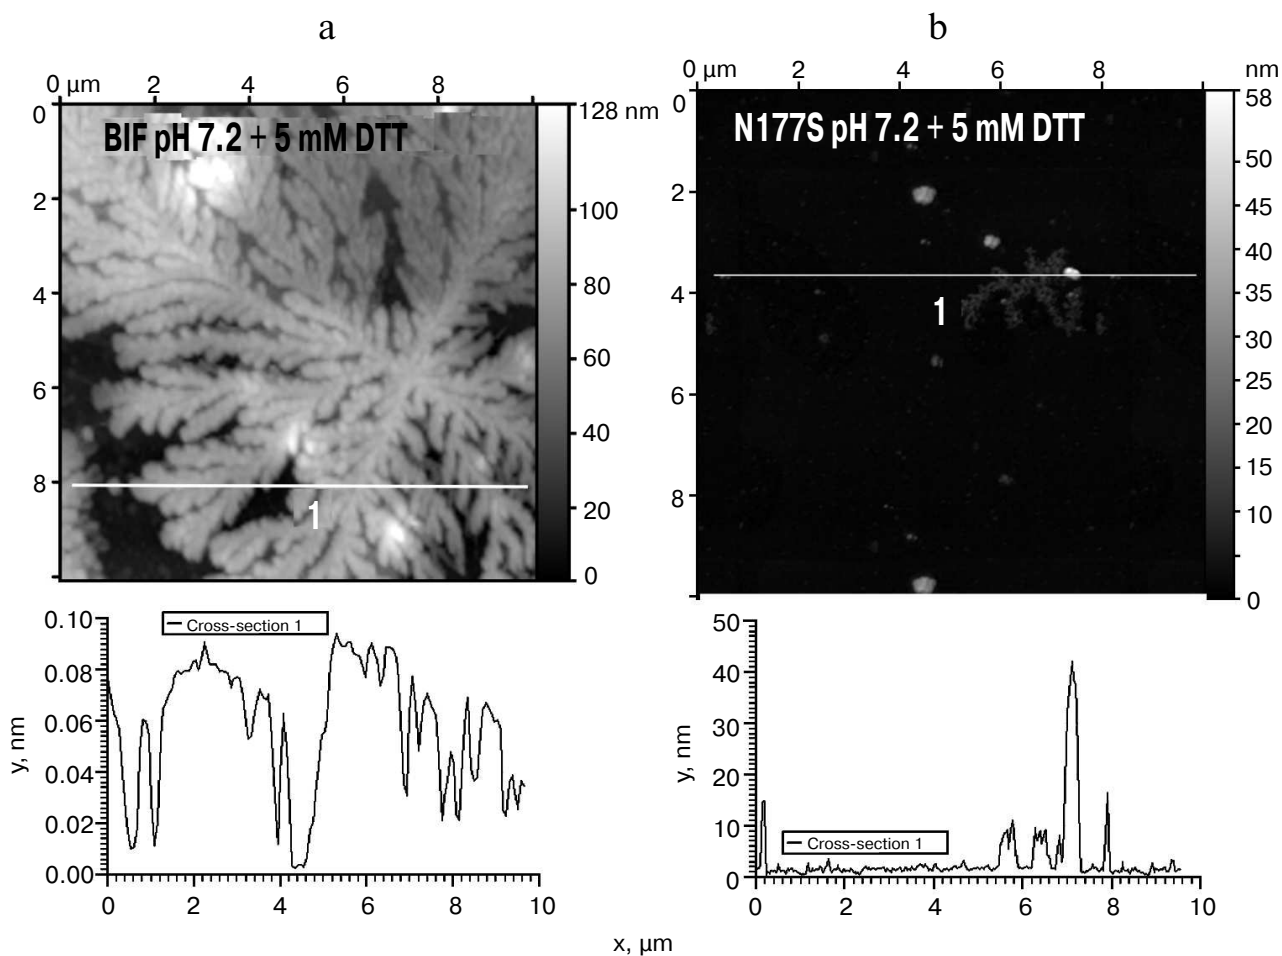 a
b
0 µm 2 4 6 8
0 µm 2 4 6 8 nm
0
2
4
6
8
BIF pH 7.2 + 5 mM DTT
128 nm
100
80
60
40
20
0
1
0
2
4
6
8
N177S pH 7.2 + 5 mM DTT
58
50
45
40
35
30
25
20
15
10
0
1
0.10
0.08
0.06
0.04
0.02
0.00
y, nm
Cross-section 1
0 2 4 6 8 10
50
40
30
20
10
0
y, nm
Cross-section 1
0 2 4 6 8 10
x, µm